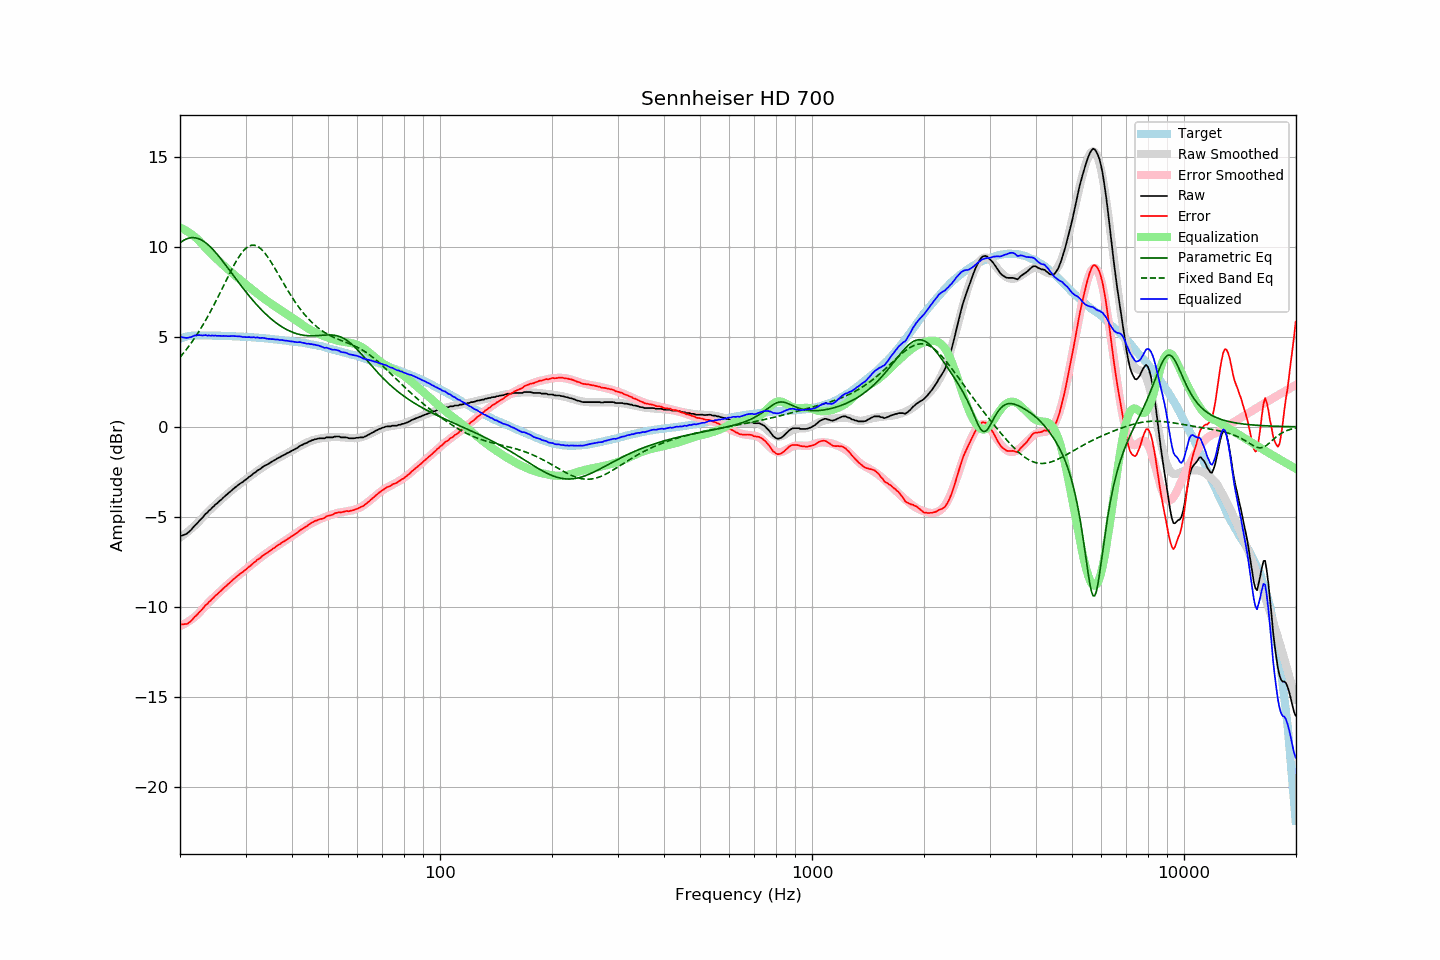 Sennheiser HD 700
Target
Raw Smoothed
Error Smoothed
Raw
Error
Equalization
Parametric Eq
Fixed Band Eq
Equalized
Amplitude (dBr)
15
10
5
0
−5
−10
−15
−20
100
1000
10000
Frequency (Hz)